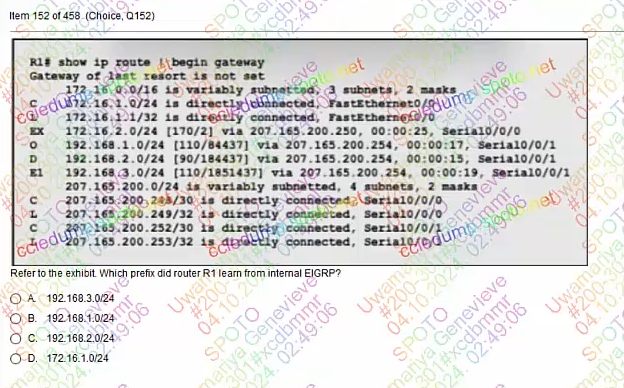 Item 152 of 458 (Choice, Q152)
R1# show ip route | begin gateway
Gateway of last resort is not set
172.16.0.0/16 is variably subnetted, 3 subnets, 2 masks
C 172.16.1.0/24 is directly connected, FastEthernet0/0
L 172.16.1.1/32 is directly connected, FastEthernet0/0
EX 172.16.2.0/24 [170/2] via 207.165.200.250, 00:00:25, Serial0/0/0
O 192.168.1.0/24 [110/84437] via 207.165.200.254, 00:00:17, Serial0/0/1
D 192.168.2.0/24 [90/184437] via 207.165.200.254, 00:00:15, Serial0/0/1
E1 192.168.3.0/24 [110/1851437] via 207.165.200.254, 00:00:19, Serial0/0/1
207.165.200.0/24 is variably subnetted, 4 subnets, 2 masks
C 207.165.200.248/30 is directly connected, Serial0/0/0
L 207.165.200.249/32 is directly connected, Serial0/0/0
C 207.165.200.252/30 is directly connected, Serial0/0/1
L 207.165.200.253/32 is directly connected, Serial0/0/1
Refer to the exhibit. Which prefix did router R1 learn from internal EIGRP?
A. 192.168.3.0/24
B. 192.168.1.0/24
C. 192.168.2.0/24
D. 172.16.1.0/24